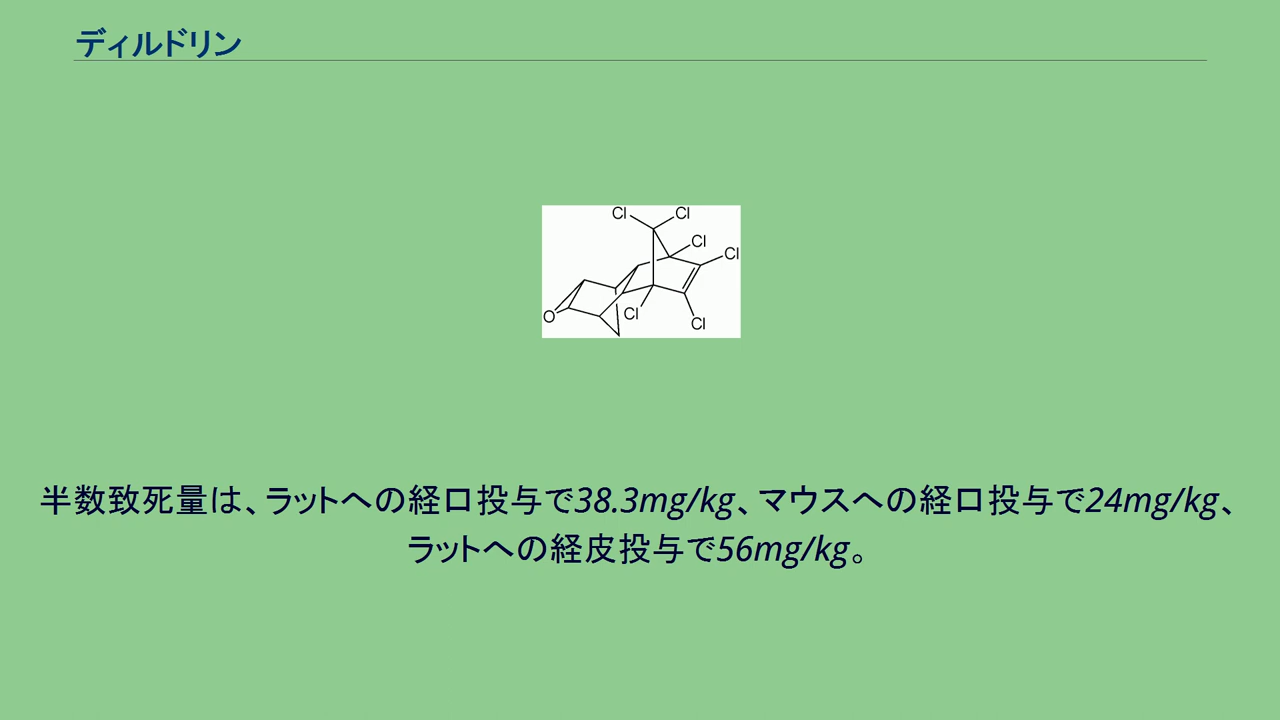 ディルドリン
Cl Cl
Cl
Cl
O Cl
Cl
半数致死量は、ラットへの経口投与で38.3mg/kg、マウスへの経口投与で24mg/kg、
ラットへの経皮投与で56mg/kg。